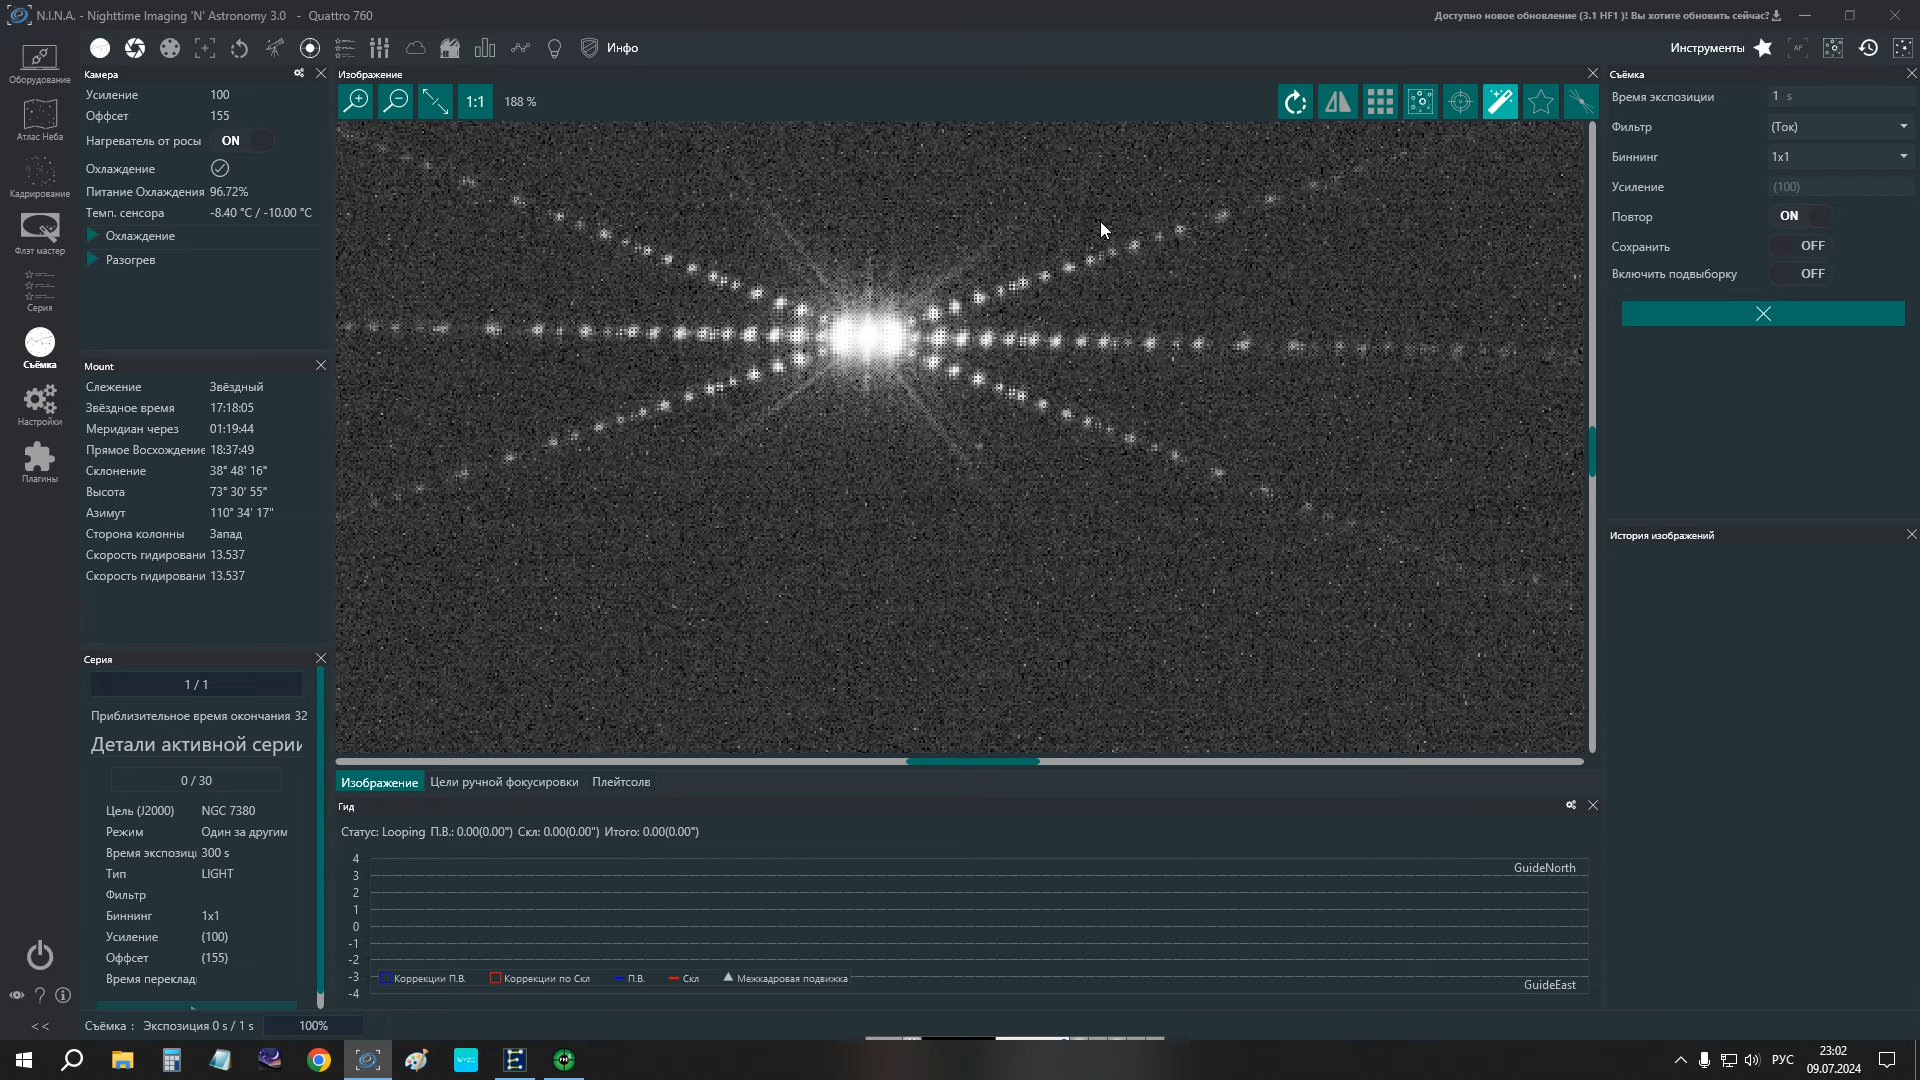 N.I.N.A. - Nighttime Imaging 'N' Astronomy 3.0 - Quattro 760
Доступно новое обновление (3.1 HF1 )! Вы хотите обновить сейчас?
Оборудование
Атлас Неба
Кадрирование
Флэт мастер
Серия
Съёмка
Настройки
Плагины
Инфо
Инструменты
AF
Камера
Усиление 100
Оффсет 155
Нагреватель от росы ON
Охлаждение
Питание Охлаждения 96.72%
Темп. сенсора -8.40 °C / -10.00 °C
Охлаждение
Разогрев
Mount
Слежение Звёздный
Звёздное время 17:18:05
Меридиан через 01:19:44
Прямое Восхождение 18:37:49
Склонение 38° 48' 16"
Высота 73° 30' 55"
Азимут 110° 34' 17"
Сторона колонны Запад
Скорость гидировани 13.537
Скорость гидировани 13.537
Серия
1 / 1
Приблизительное время окончания 32
Детали активной серии
0 / 30
Цель (J2000) NGC 7380
Режим Один за другим
Время экспозиц 300 s
Тип LIGHT
Фильтр
Биннинг 1x1
Усиление (100)
Оффсет (155)
Время переклад
Изображение
1:1
188 %
Изображение Цели ручной фокусировки Плейтсолв
Гид
Статус: Looping П.В.: 0.00(0.00") Скл: 0.00(0.00") Итого: 0.00(0.00")
4
3
2
1
0
-1
-2
-3
-4
GuideNorth
GuideEast
Коррекции П.В. Коррекции по Скл П.В. Скл Межкадровая подвижка
Съёмка
Время экспозиции 1 s
Фильтр (Ток)
Биннинг 1x1
Усиление (100)
Повтор ON
Сохранить OFF
Включить подвыборку OFF
История изображений
Съёмка : Экспозиция 0 s / 1 s 100%
<<
WYZE
РУС
23:02
09.07.2024